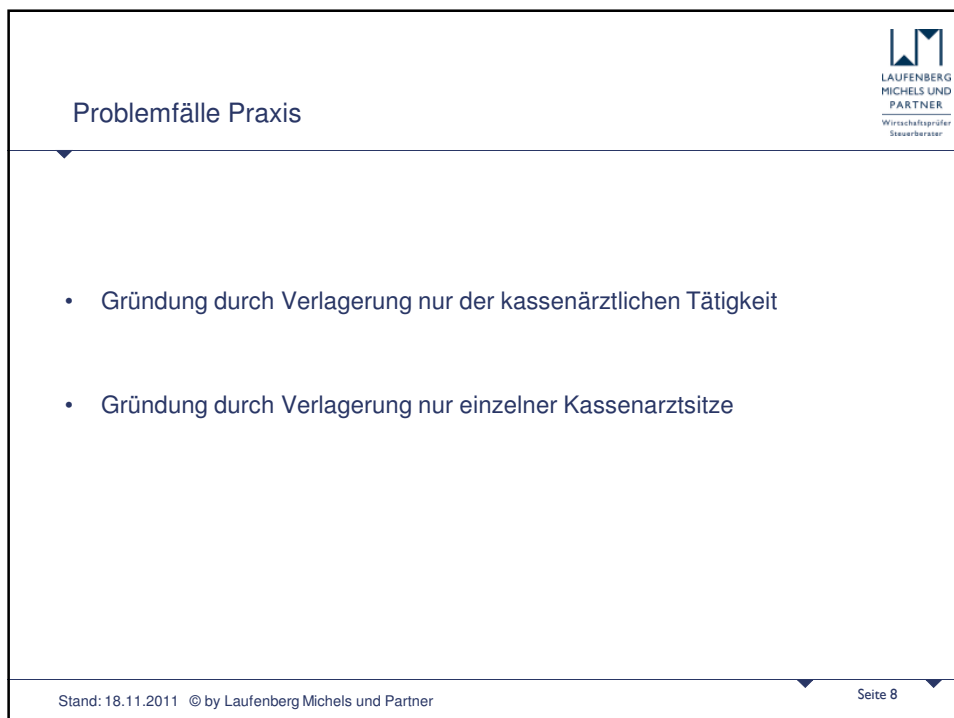 LAUFENBERG
MICHELS UND
PARTNER
Wirtschaftsprüfer
Steuerberater
Problemfälle Praxis
• Gründung durch Verlagerung nur der kassenärztlichen Tätigkeit
• Gründung durch Verlagerung nur einzelner Kassenarztsitze
Stand: 18.11.2011 © by Laufenberg Michels und Partner
Seite 8